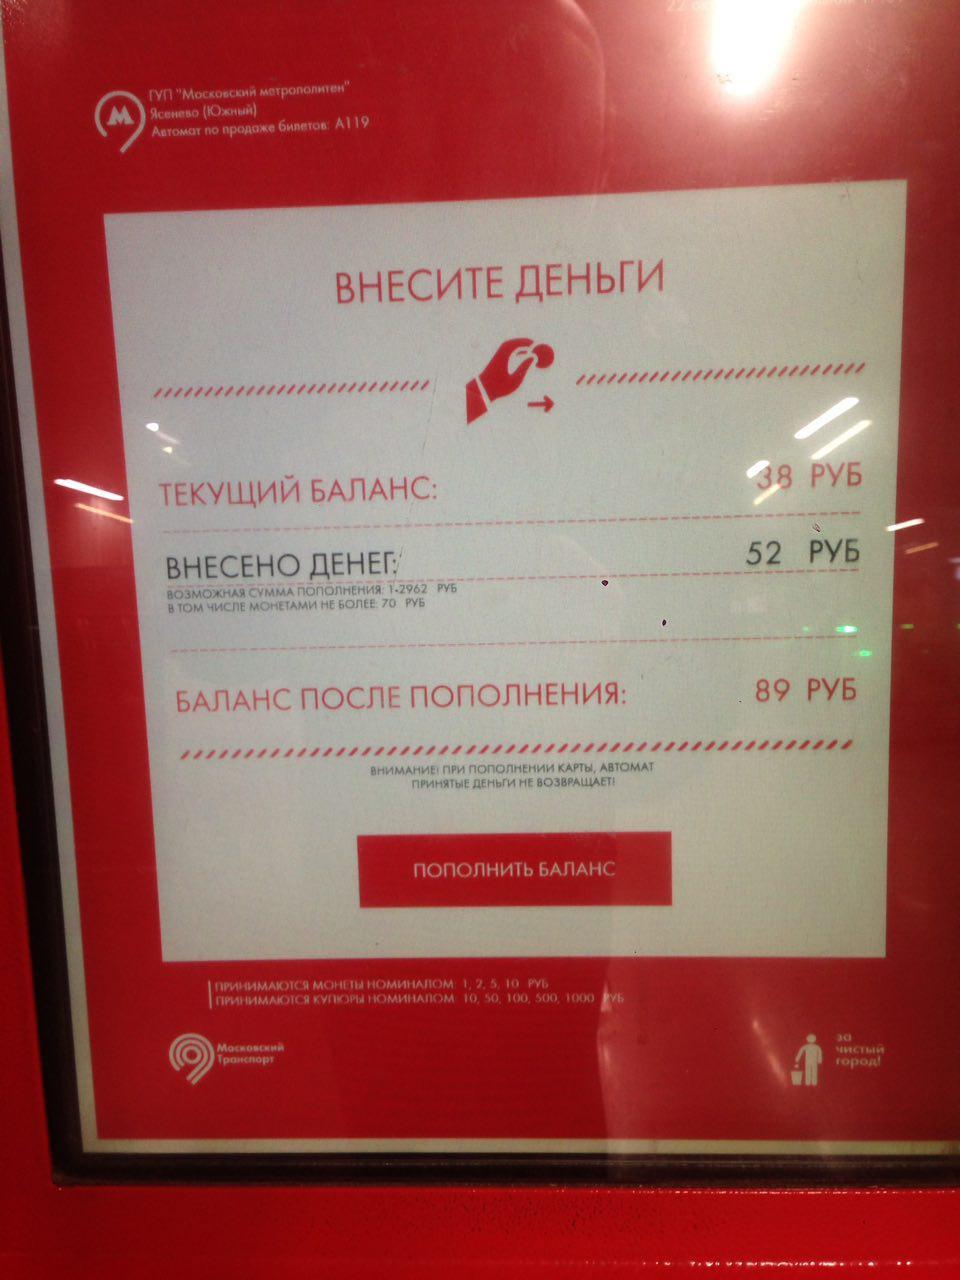 ГУП "Московский метрополитен"
Ясенево (Южный)
Автомат по продаже билетов: А119
ВНЕСИТЕ ДЕНЬГИ
ТЕКУЩИЙ БАЛАНС: 38 РУБ
ВНЕСЕНО ДЕНЕГ: 52 РУБ
ВОЗМОЖНАЯ СУММА ПОПОЛНЕНИЯ: 1-2962 РУБ
В ТОМ ЧИСЛЕ МОНЕТАМИ НЕ БОЛЕЕ: 70 РУБ
БАЛАНС ПОСЛЕ ПОПОЛНЕНИЯ: 89 РУБ
ВНИМАНИЕ! ПРИ ПОПОЛНЕНИИ КАРТЫ, АВТОМАТ
ПРИНЯТЫЕ ДЕНЬГИ НЕ ВОЗВРАЩАЕТ!
ПОПОЛНИТЬ БАЛАНС
ПРИНИМАЮТСЯ МОНЕТЫ НОМИНАЛОМ: 1, 2, 5, 10 РУБ
ПРИНИМАЮТСЯ КУПЮРЫ НОМИНАЛОМ: 10, 50, 100, 500, 1000 РУБ
Московский
Транспорт
за
чистый
город!